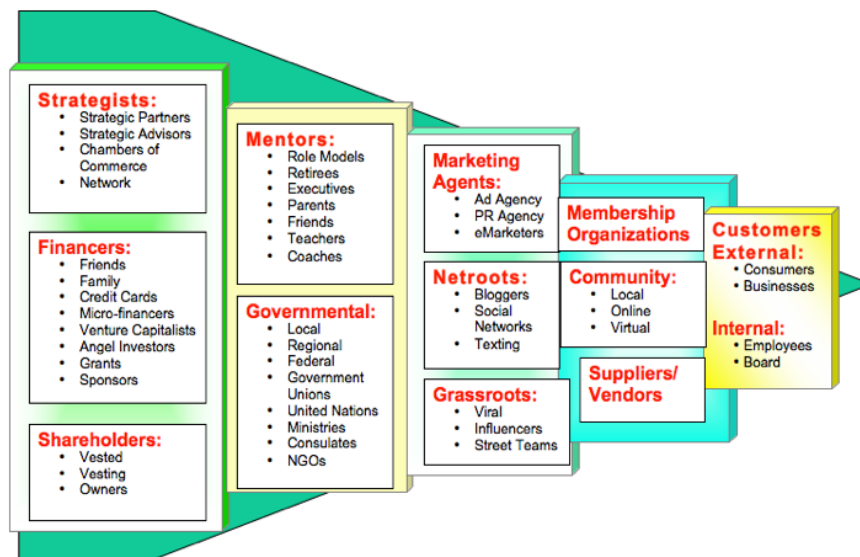 Strategists:
• Strategic Partners
• Strategic Advisors
• Chambers of
Commerce
• Network
Financers:
• Friends
• Family
• Credit Cards
• Micro-financers
• Venture Capitalists
• Angel Investors
• Grants
• Sponsors
Shareholders:
• Vested
• Vesting
• Owners
Mentors:
• Role Models
• Retirees
• Executives
• Parents
• Friends
• Teachers
• Coaches
Governmental:
• Local
• Regional
• Federal
• Government
Unions
• United Nations
• Ministries
• Consulates
• NGOs
Marketing
Agents:
• Ad Agency
• PR Agency
• eMarketers
Netroots:
• Bloggers
• Social
Networks
• Texting
Grassroots:
• Viral
• Influencers
• Street Teams
Membership
Organizations
Community:
• Local
• Online
• Virtual
Suppliers/
Vendors
Customers
External:
• Consumers
• Businesses
Internal:
• Employees
• Board